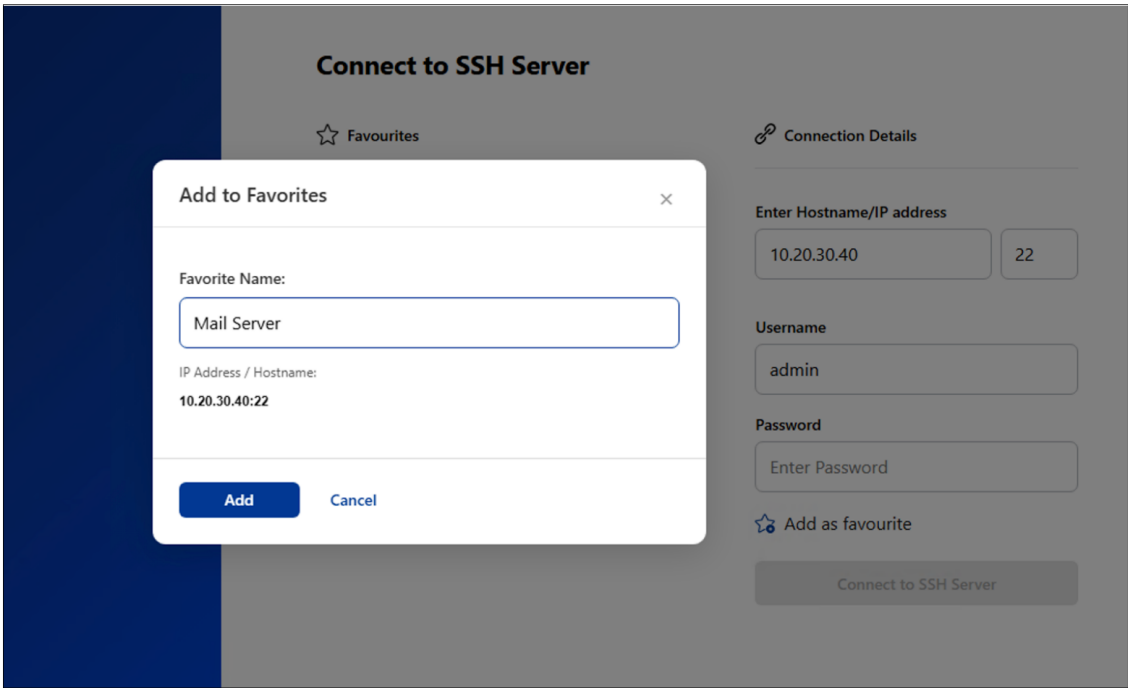 Connect to SSH Server
Favourites
Connection Details
Add to Favorites
×
Favorite Name:
Mail Server
IP Address / Hostname:
10.20.30.40:22
Add
Cancel
Enter Hostname/IP address
10.20.30.40
22
Username
admin
Password
Enter Password
Add as favourite
Connect to SSH Server